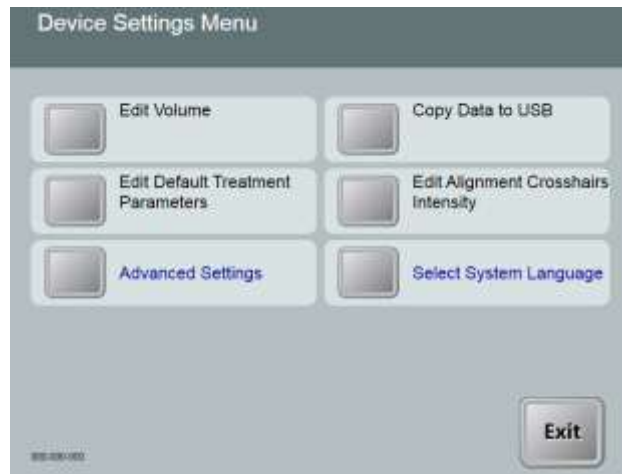 Device Settings Menu
Edit Volume
Copy Data to USB
Edit Default Treatment
Parameters
Edit Alignment Crosshairs
Intensity
Advanced Settings
Select System Language
Exit